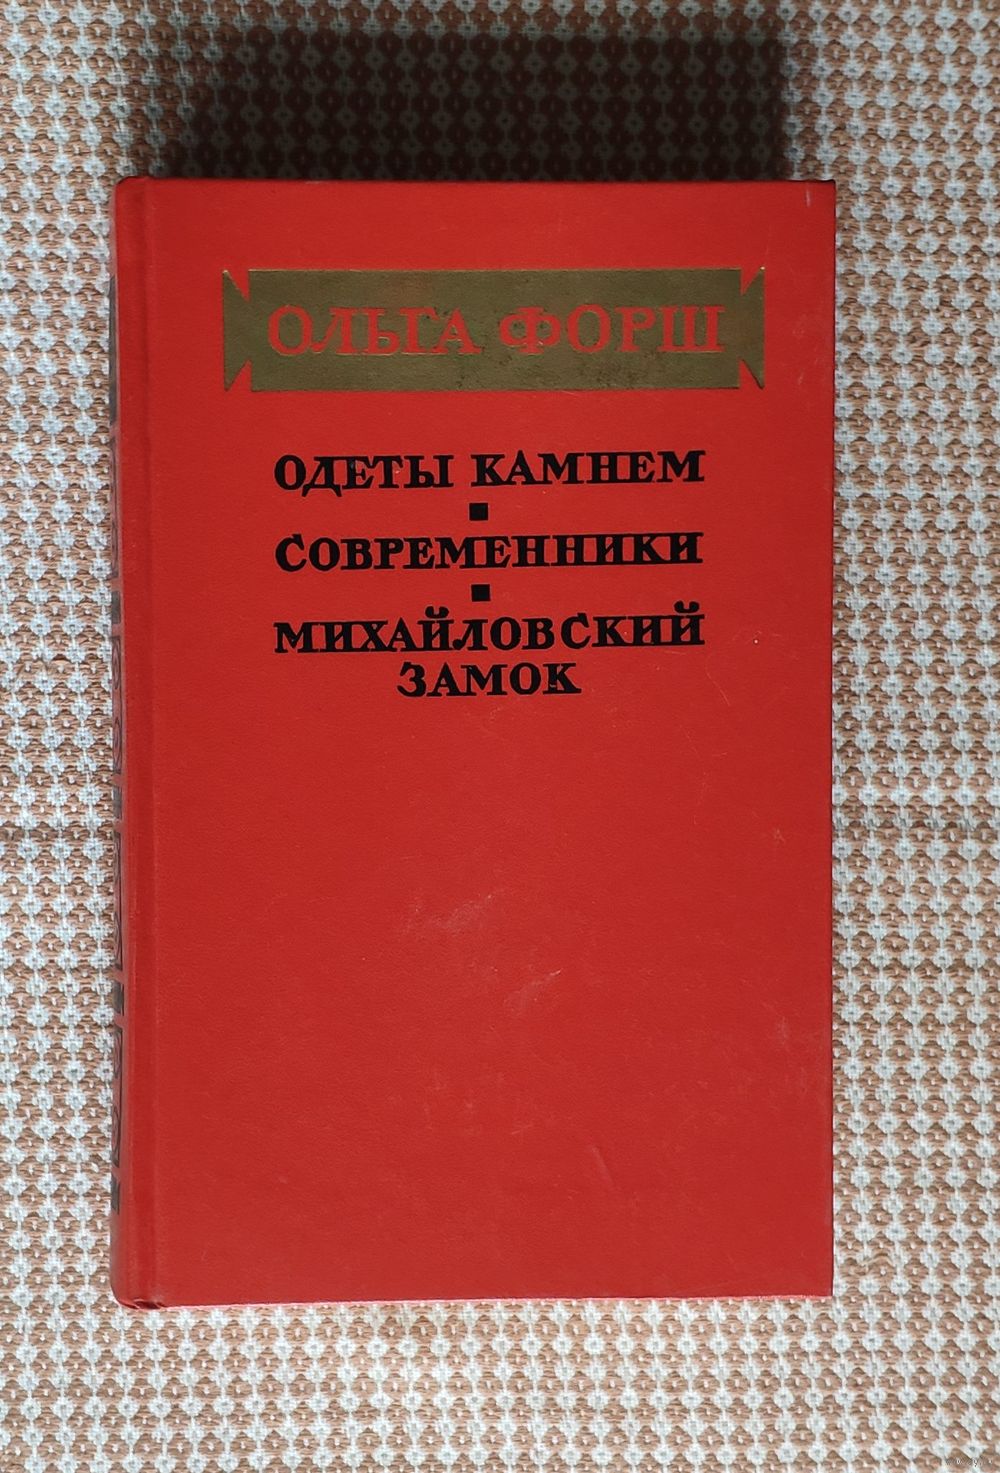 ОЛЬГА ФОРШ
ОДЕТЫ КАМНЕМ
СОВРЕМЕННИКИ
МИХАЙЛОВСКИЙ
ЗАМОК